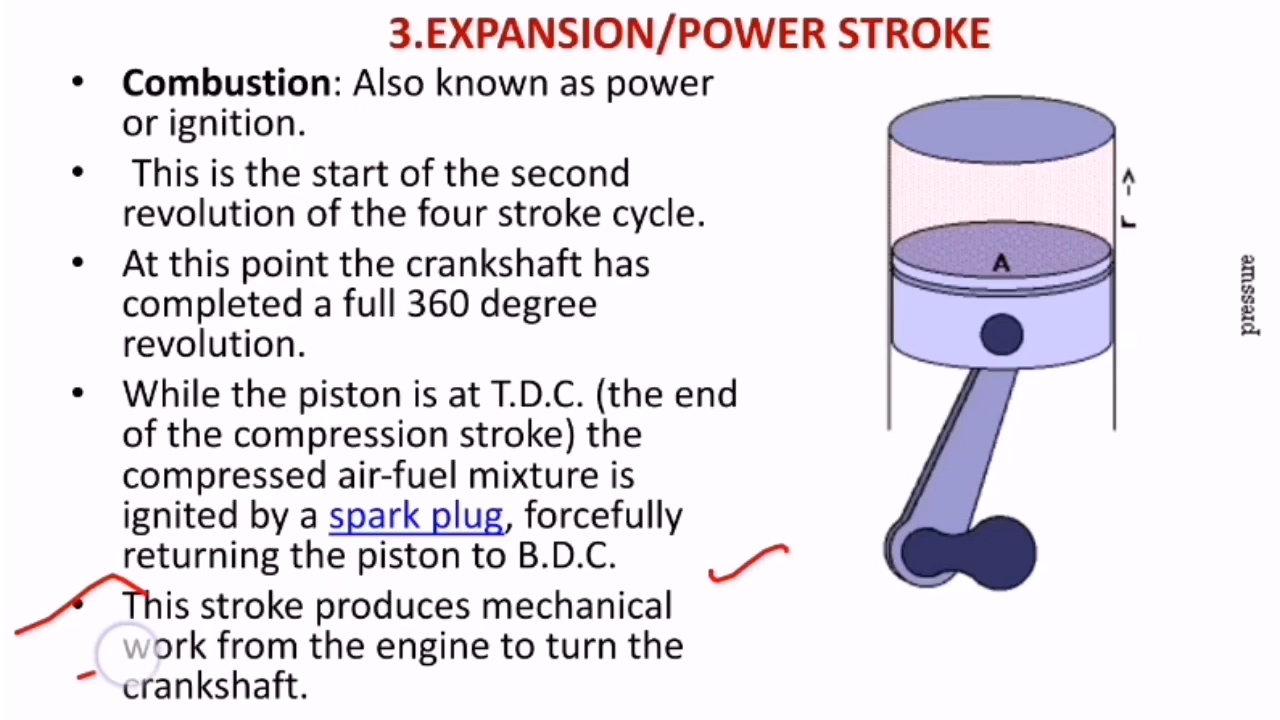 3.EXPANSION/POWER STROKE
• Combustion: Also known as power
or ignition.
• This is the start of the second
revolution of the four stroke cycle.
• At this point the crankshaft has
completed a full 360 degree
revolution.
• While the piston is at T.D.C. (the end
of the compression stroke) the
compressed air-fuel mixture is
ignited by a spark plug, forcefully
returning the piston to B.D.C.
• This stroke produces mechanical
work from the engine to turn the
crankshaft.
A
pressure